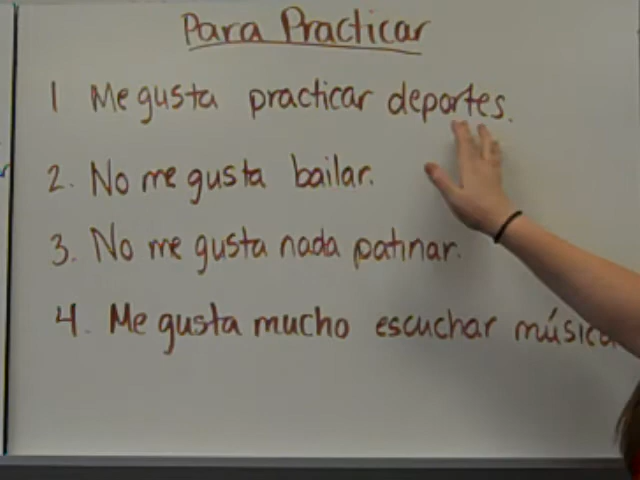 Para Practicar
1 Me gusta practicar deportes.
2. No me gusta bailar.
3. No me gusta nada patinar.
4. Me gusta mucho escuchar música